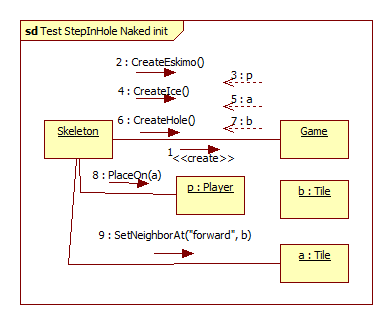 sd Test StepInHole Naked init
2 : CreateEskimo()
3 : p
4 : CreateIce()
5 : a
6 : CreateHole()
7 : b
Skeleton
Game
1
<<create>>
8 : PlaceOn(a)
p : Player
b : Tile
9 : SetNeighborAt("forward", b)
a : Tile